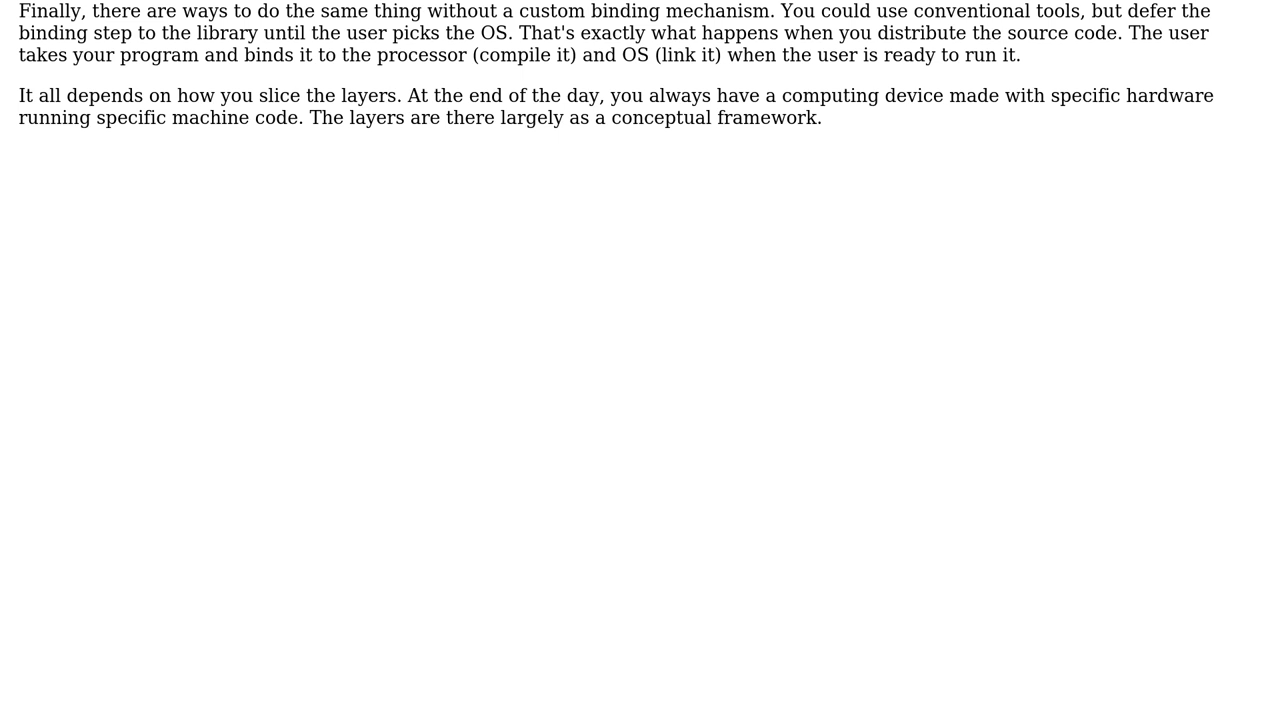 Finally, there are ways to do the same thing without a custom binding mechanism. You could use conventional tools, but defer the
binding step to the library until the user picks the OS. That's exactly what happens when you distribute the source code. The user
takes your program and binds it to the processor (compile it) and OS (link it) when the user is ready to run it.
It all depends on how you slice the layers. At the end of the day, you always have a computing device made with specific hardware
running specific machine code. The layers are there largely as a conceptual framework.